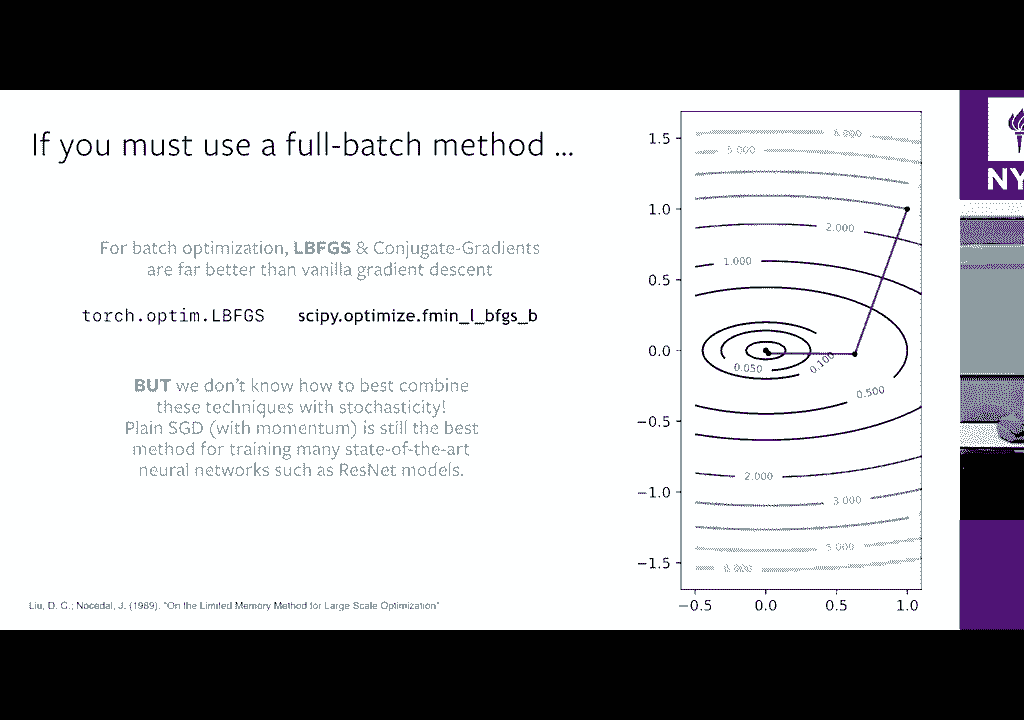 If you must use a full-batch method ...
For batch optimization, LBFGS & Conjugate-Gradients
are far better than vanilla gradient descent
torch.optim.LBFGS scipy.optimize.fmin_l_bfgs_b
BUT we don't know how to best combine
these techniques with stochasticity!
Plain SGD (with momentum) is still the best
method for training many state-of-the-art
neural networks such as ResNet models.
Liu, D. C.; Nocedal, J. (1989). "On the Limited Memory Method for Large Scale Optimization"
1.5
1.0
0.5
0.0
−0.5
−1.0
−1.5
−0.5 0.0 0.5 1.0
6.000
5.000
2.000
1.000
0.050
0.100
0.500
2.000
3.000
5.000
6.000
NY